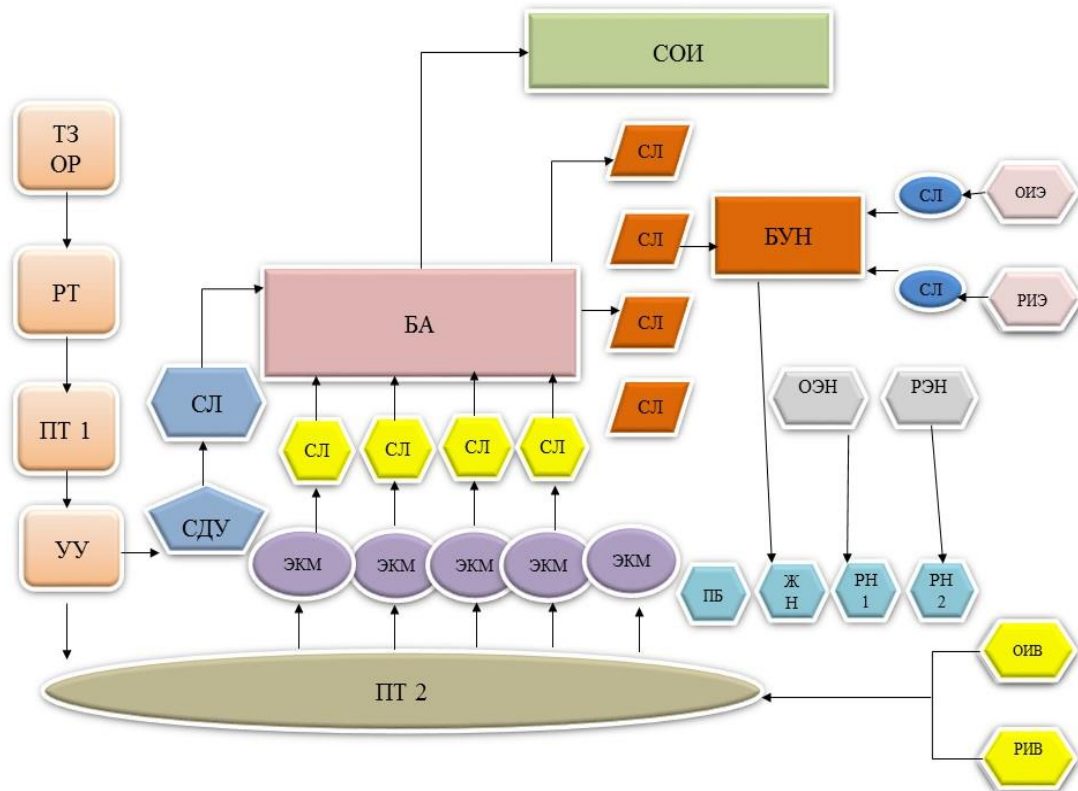 СОИ
ТЗ
ОР
СЛ
ОИЭ
СЛ
СЛ
БУН
РТ
БА
СЛ
РИЭ
СЛ
СЛ
ОЭН
РЭН
ПТ 1
СЛ
СЛ
СЛ
СЛ
СЛ
СДУ
УУ
ЭКМ
ЭКМ
ЭКМ
ЭКМ
ЭКМ
ПБ
Ж
Н
РН
1
РН
2
ОИВ
ПТ 2
РИВ